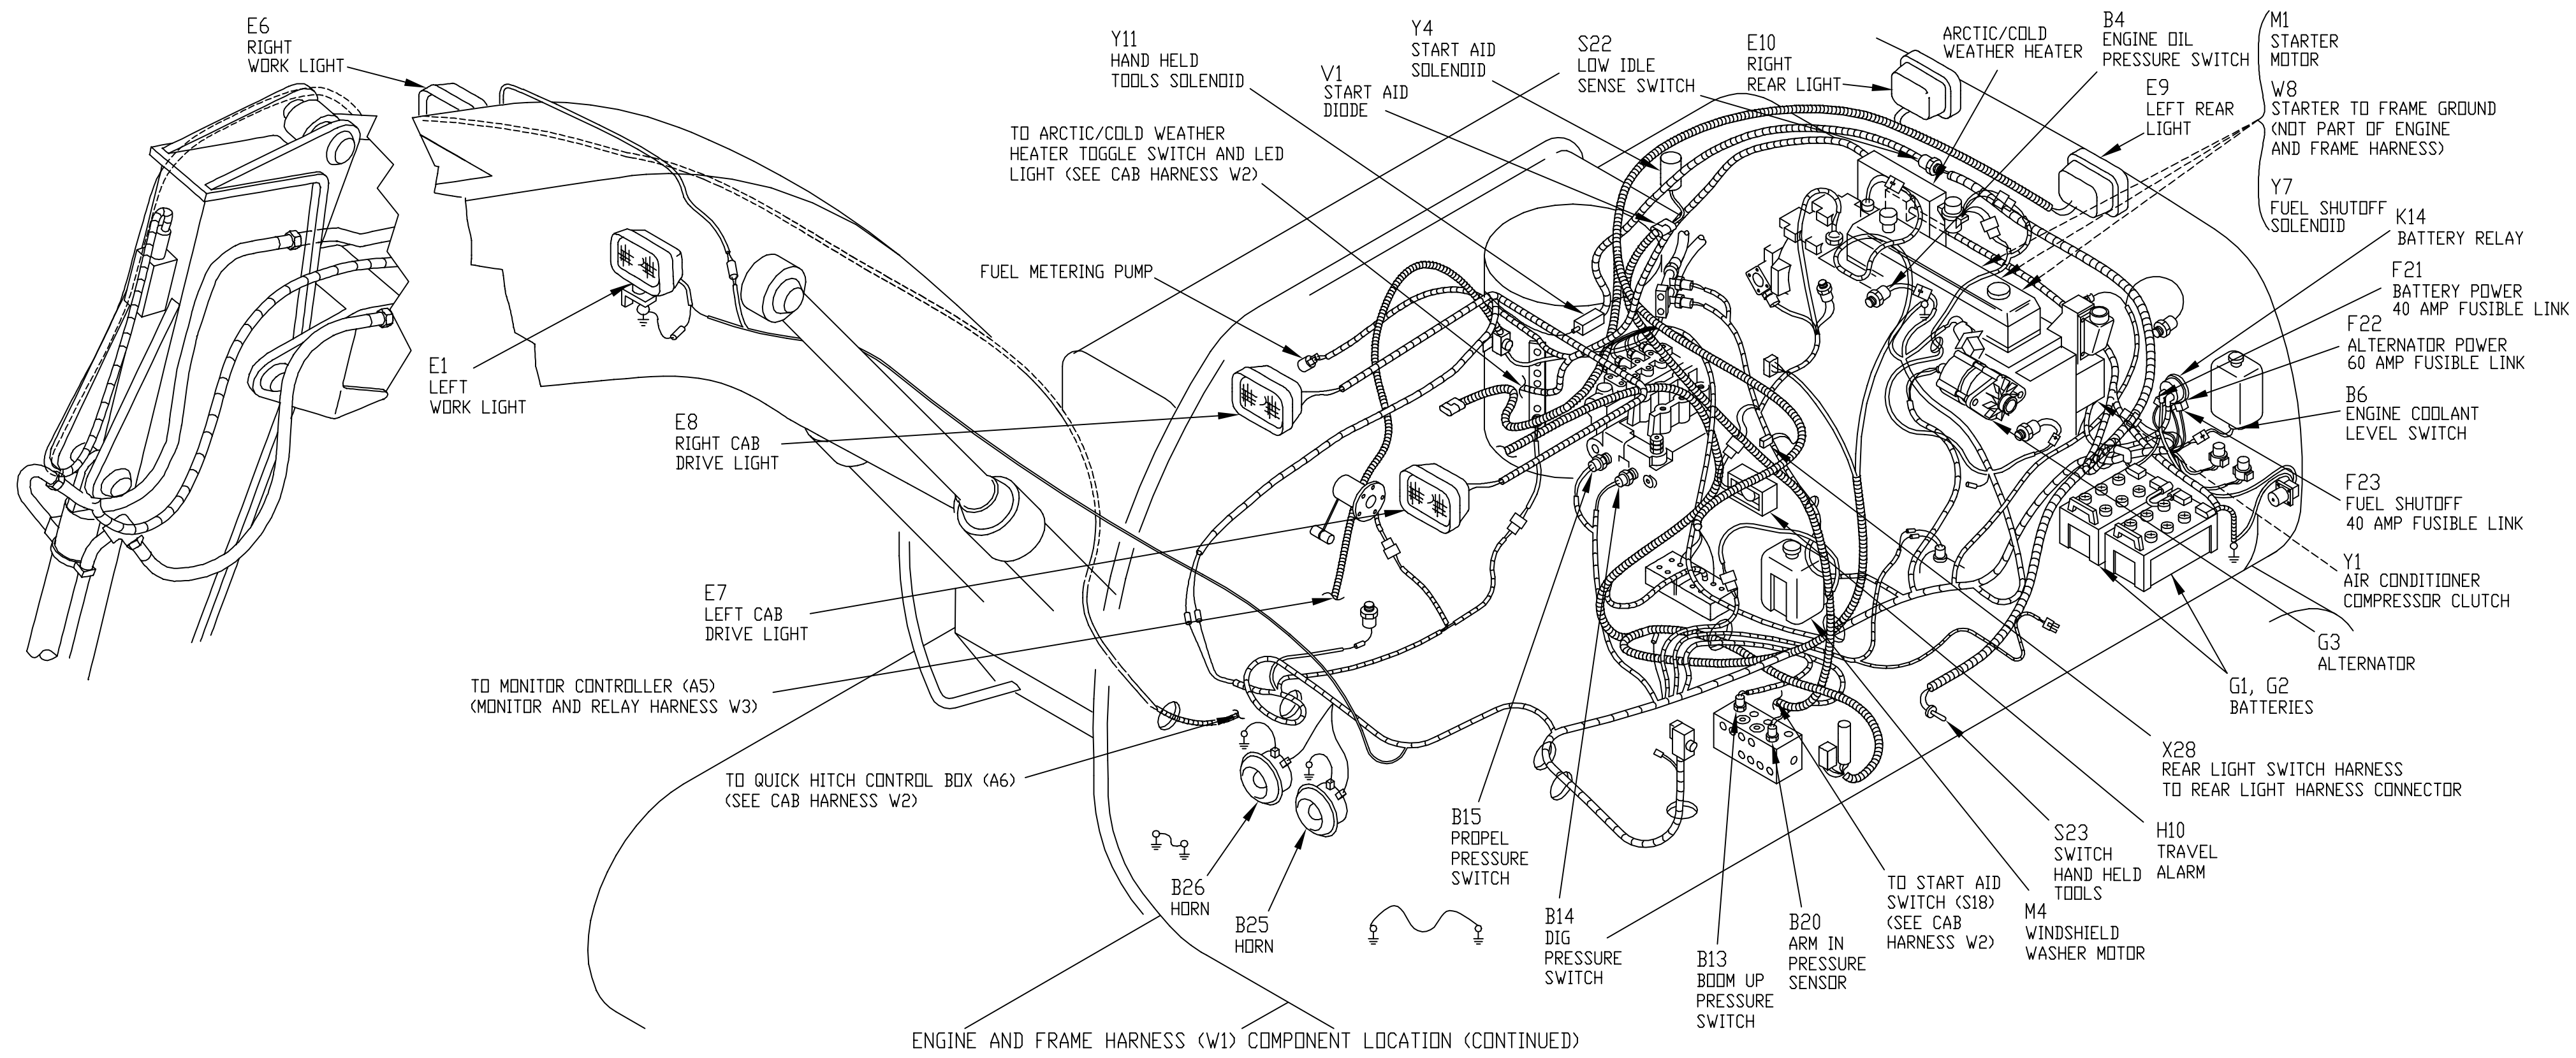 E6
RIGHT
WORK LIGHT
Y11
HAND HELD
TOOLS SOLENOID
TO ARCTIC/COLD WEATHER
HEATER TOGGLE SWITCH AND LED
LIGHT (SEE CAB HARNESS W2)
FUEL METERING PUMP
V1
START AID
DIODE
Y4
START AID
SOLENOID
S22
LOW IDLE
SENSE SWITCH
E10
RIGHT
REAR LIGHT
ARCTIC/COLD
WEATHER HEATER
B4
ENGINE OIL
PRESSURE SWITCH
E9
LEFT REAR
LIGHT
M1
STARTER
MOTOR
W8
STARTER TO FRAME GROUND
(NOT PART OF ENGINE
AND FRAME HARNESS)
Y7
FUEL SHUTOFF
SOLENOID
K14
BATTERY RELAY
F21
BATTERY POWER
40 AMP FUSIBLE LINK
F22
ALTERNATOR POWER
60 AMP FUSIBLE LINK
B6
ENGINE COOLANT
LEVEL SWITCH
F23
FUEL SHUTOFF
40 AMP FUSIBLE LINK
Y1
AIR CONDITIONER
COMPRESSOR CLUTCH
G3
ALTERNATOR
G1, G2
BATTERIES
X28
REAR LIGHT SWITCH HARNESS
TO REAR LIGHT HARNESS CONNECTOR
H10
TRAVEL
ALARM
S23
SWITCH
HAND HELD
TOOLS
M4
WINDSHIELD
WASHER MOTOR
TO START AID
SWITCH (S18)
(SEE CAB
HARNESS W2)
B20
ARM IN
PRESSURE
SENSOR
B13
BOOM UP
PRESSURE
SWITCH
B14
DIG
PRESSURE
SWITCH
B15
PROPEL
PRESSURE
SWITCH
E1
LEFT
WORK LIGHT
E8
RIGHT CAB
DRIVE LIGHT
E7
LEFT CAB
DRIVE LIGHT
TO MONITOR CONTROLLER (A5)
(MONITOR AND RELAY HARNESS W3)
TO QUICK HITCH CONTROL BOX (A6)
(SEE CAB HARNESS W2)
B26
HORN
B25
HORN
ENGINE AND FRAME HARNESS (W1) COMPONENT LOCATION (CONTINUED)